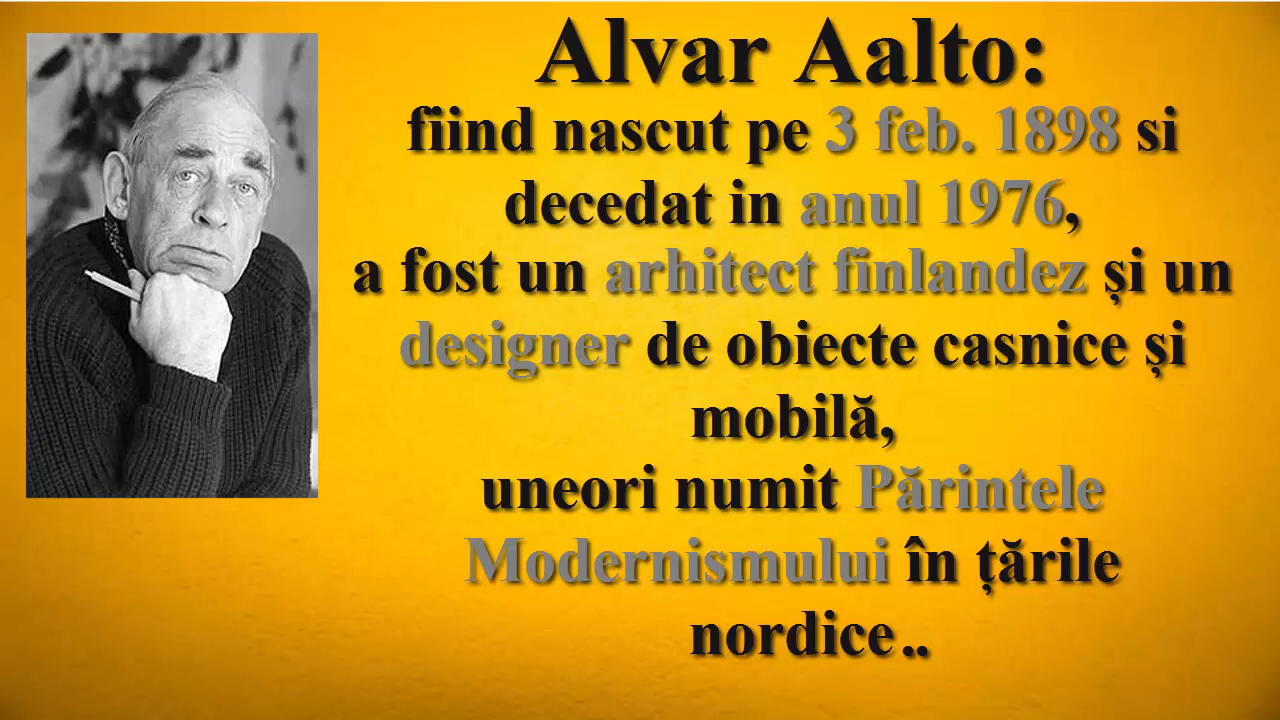 Alvar Aalto:
fiind nascut pe 3 feb. 1898 si
decedat in anul 1976,
a fost un arhitect finlandez și un
designer de obiecte casnice și
mobilă,
uneori numit Părintele
Modernismului în țările
nordice..